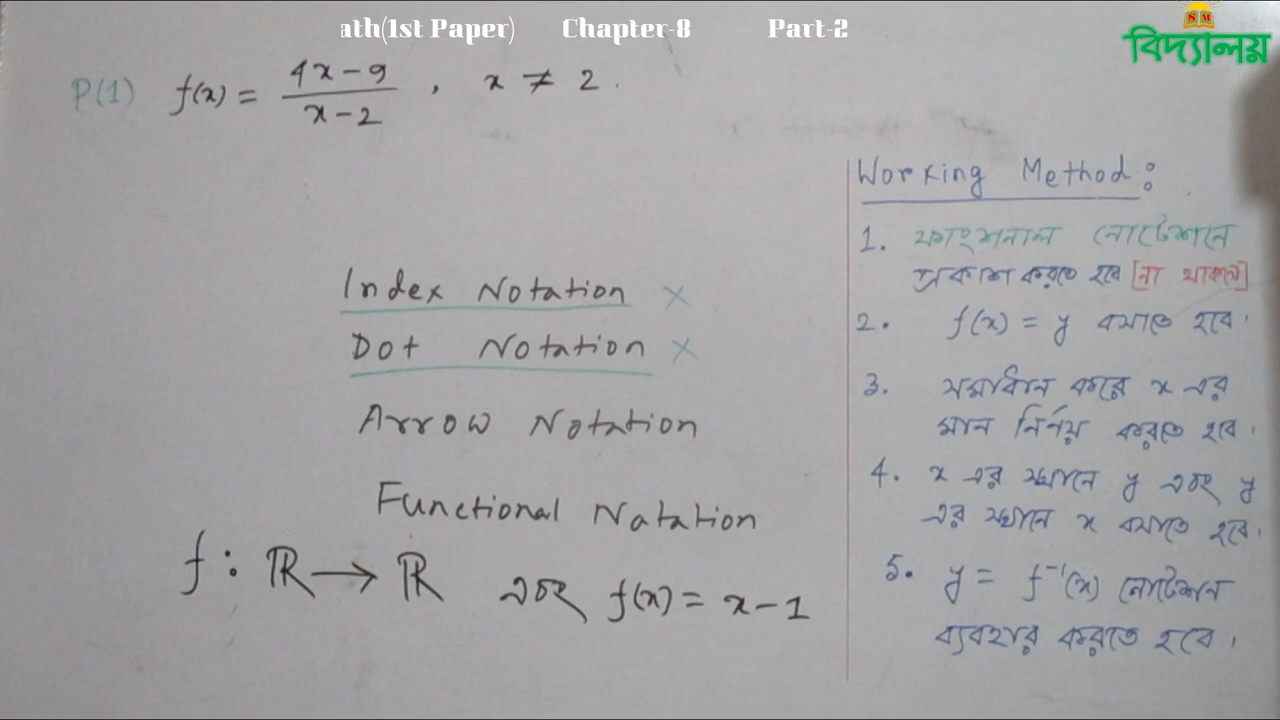 ath(1st Paper) Chapter-8 Part-2
S M
বিদ্যালয়
P(1) f(x) = (4x-9)/(x-2) , x ≠ 2 .
Index Notation ×
Dot Notation ×
Arrow Notation
Functional Natation
f : ℝ → ℝ এবং f(x) = x-1
Working Method :
1. ফাংশনাল নোটেশনে
প্রকাশ করতে হবে [না থাকলে]
2. f(x) = y বসাতে হবে।
3. সমাধান করে x এর
মান নির্ণয় করতে হবে।
4. x এর স্থানে y এবং y
এর স্থানে x বসাতে হবে।
5. y = f⁻¹(x) নোটেশন
ব্যবহার করতে হবে।